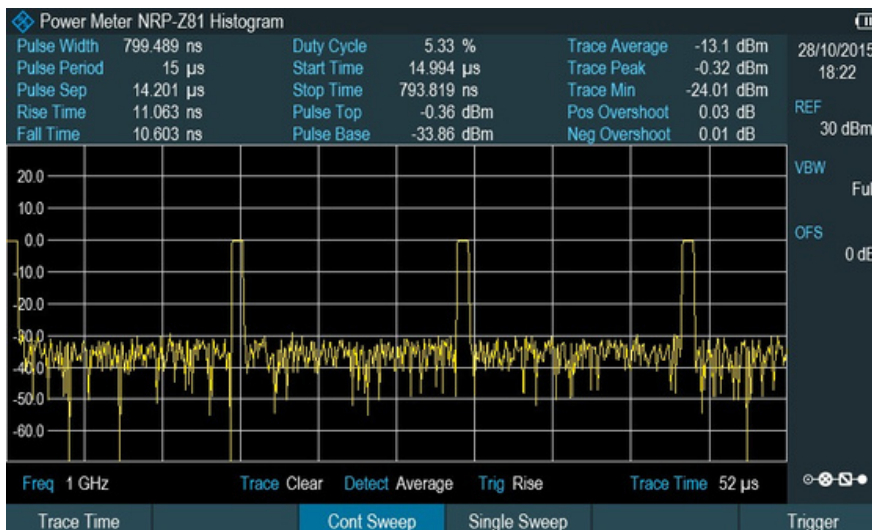 Power Meter NRP-Z81 Histogram
Pulse Width 799.489 ns Duty Cycle 5.33 % Trace Average -13.1 dBm
Pulse Period 15 µs Start Time 14.994 µs Trace Peak -0.32 dBm
Pulse Sep 14.201 µs Stop Time 793.819 ns Trace Min -24.01 dBm
Rise Time 11.063 ns Pulse Top -0.36 dBm Pos Overshoot 0.03 dB
Fall Time 10.603 ns Pulse Base -33.86 dBm Neg Overshoot 0.01 dB
28/10/2015
18:22
REF
30 dBm
VBW
Full
OFS
0 dB
20.0
10.0
0.0
-10.0
-20.0
-30.0
-40.0
-50.0
-60.0
Freq 1 GHz Trace Clear Detect Average Trig Rise Trace Time 52 µs
Trace Time Cont Sweep Single Sweep Trigger